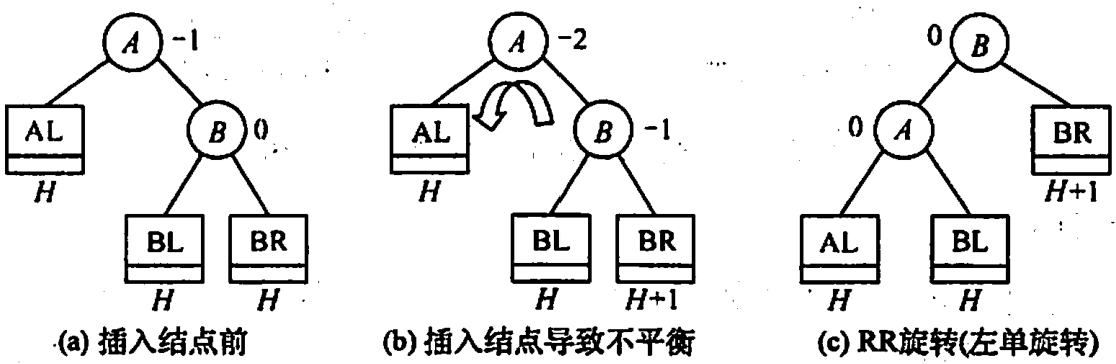 A -1
AL
H
B 0
BL
H
BR
H
(a) 插入结点前
A -2
AL
H
B -1
BL
H
BR
H+1
(b) 插入结点导致不平衡
0 B
0 A
BR
H+1
AL
H
BL
H
(c) RR旋转(左单旋转)